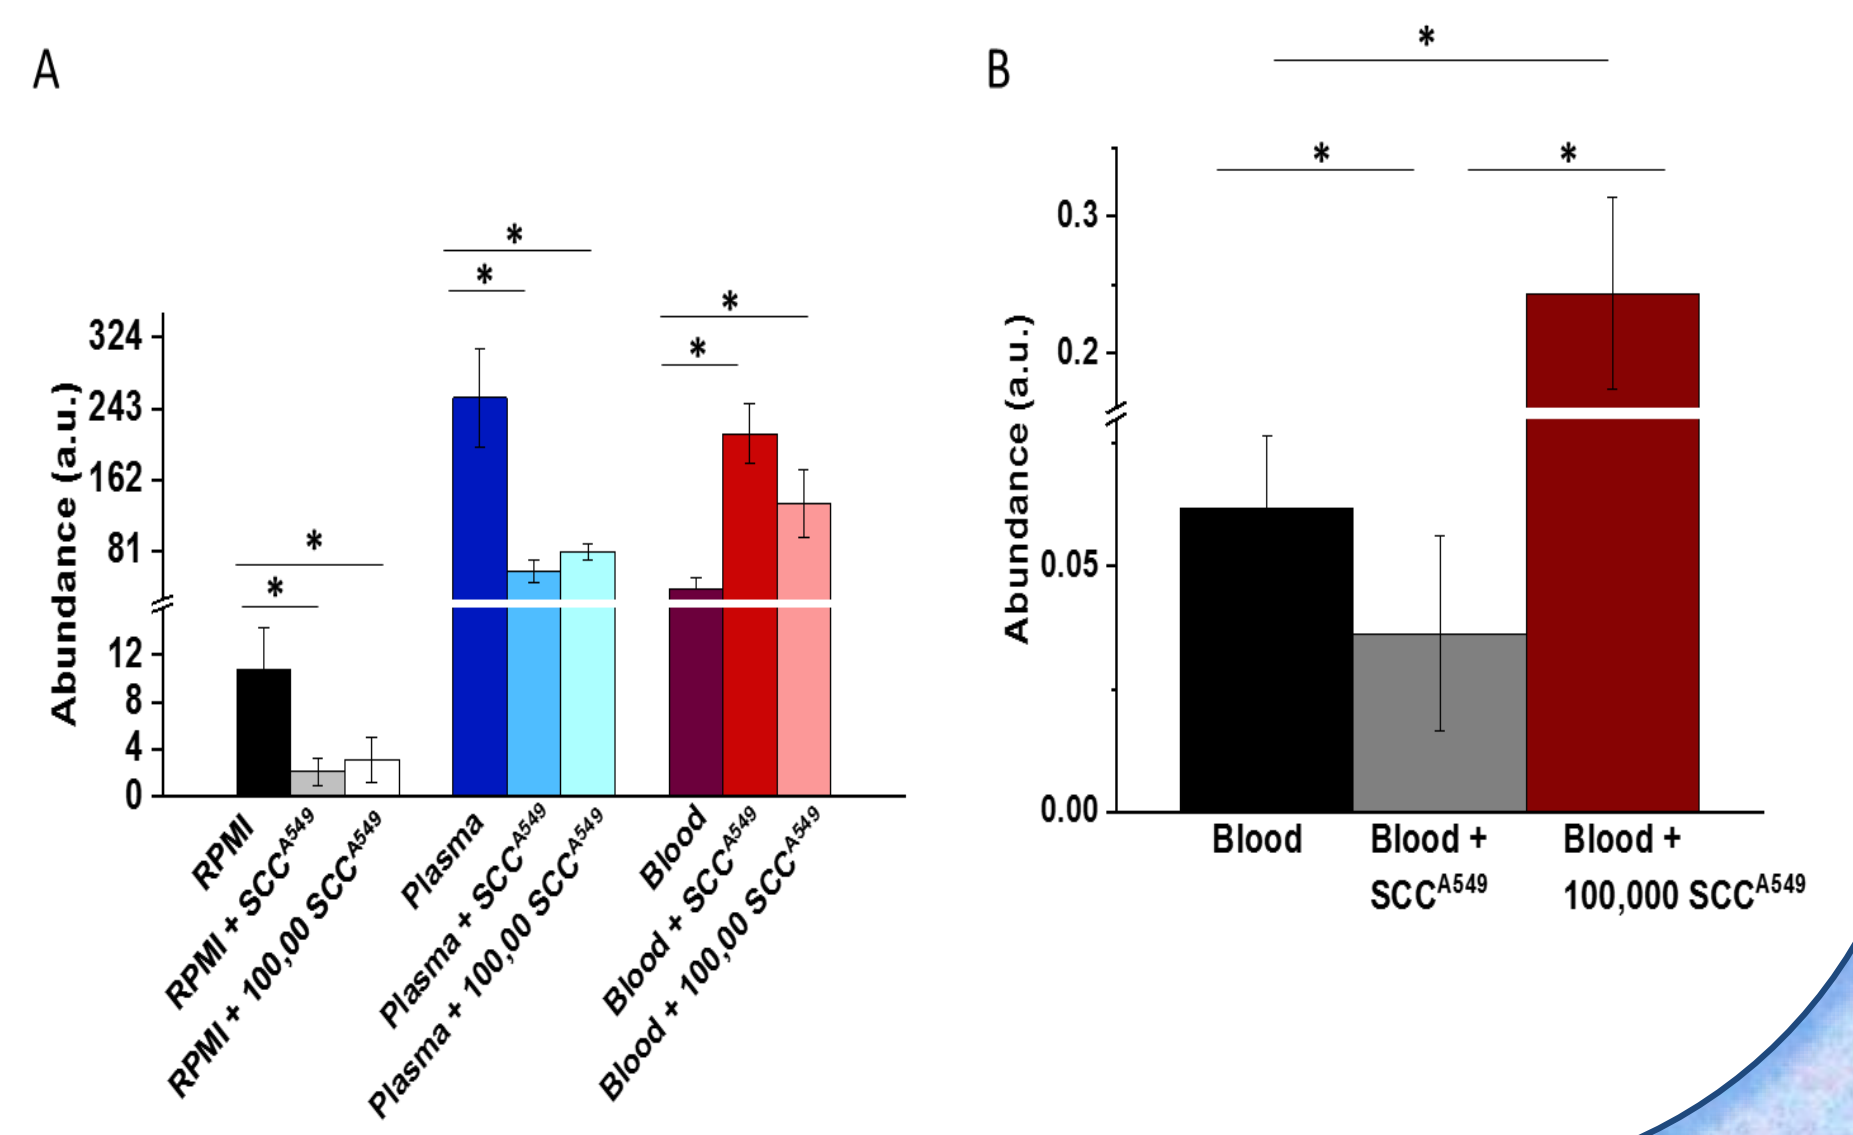 A
*
*
*
*
*
*
Abundance (a.u.)
324
243
162
81
12
8
4
0
RPMI
RPMI + SCC^A549
RPMI + 100,00 SCC^A549
Plasma
Plasma + SCC^A549
Plasma + 100,00 SCC^A549
Blood
Blood + SCC^A549
Blood + 100,00 SCC^A549
B
*
*
*
Abundance (a.u.)
0.3
0.2
0.05
0.00
Blood
Blood +
SCC^A549
Blood +
100,000 SCC^A549